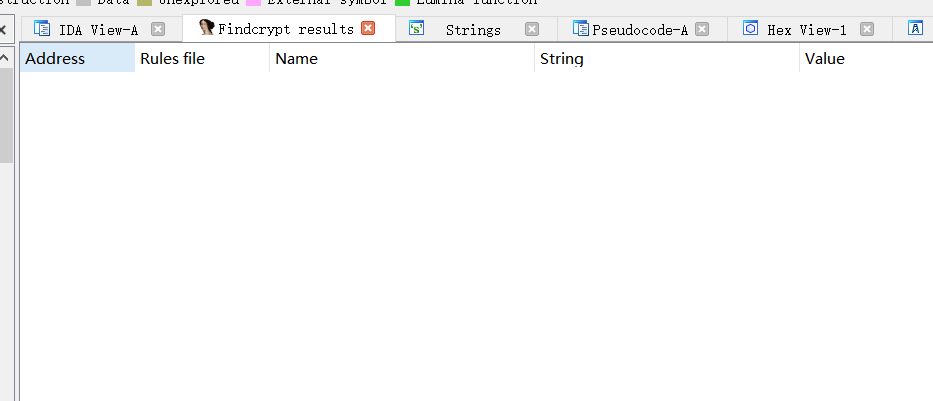 struction Data Unexplored External symbol Lumina function
IDA View-A Findcrypt results Strings Pseudocode-A Hex View-1
Address Rules file Name String Value